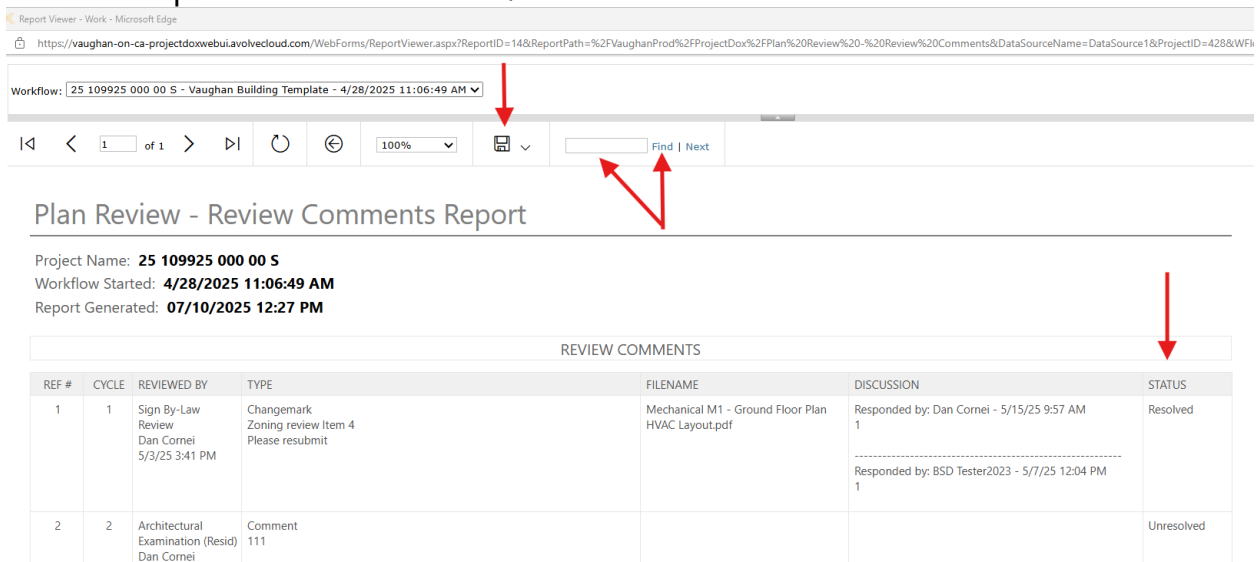 Report Viewer - Work - Microsoft Edge
https://vaughan-on-ca-projectdoxwebui.avolvecloud.com/WebForms/ReportViewer.aspx?ReportID=14&ReportPath=%2FVaughanProd%2FProjectDox%2FPlan%20Review%20-%20Review%20Comments&DataSourceName=DataSource1&ProjectID=428&WFl
Workflow: 25 109925 000 00 S - Vaughan Building Template - 4/28/2025 11:06:49 AM
1 of 1 100% Find | Next
Plan Review - Review Comments Report
Project Name: 25 109925 000 00 S
Workflow Started: 4/28/2025 11:06:49 AM
Report Generated: 07/10/2025 12:27 PM
REVIEW COMMENTS
REF # CYCLE REVIEWED BY TYPE FILENAME DISCUSSION STATUS
1 1 Sign By-Law Changemark Mechanical M1 - Ground Floor Plan Responded by: Dan Cornei - 5/15/25 9:57 AM Resolved
Review Zoning review Item 4 HVAC Layout.pdf 1
Dan Cornei Please resubmit
5/3/25 3:41 PM
--------------------------------------------------------
Responded by: BSD Tester2023 - 5/7/25 12:04 PM
1
2 2 Architectural Comment Unresolved
Examination (Resid) 111
Dan Cornei